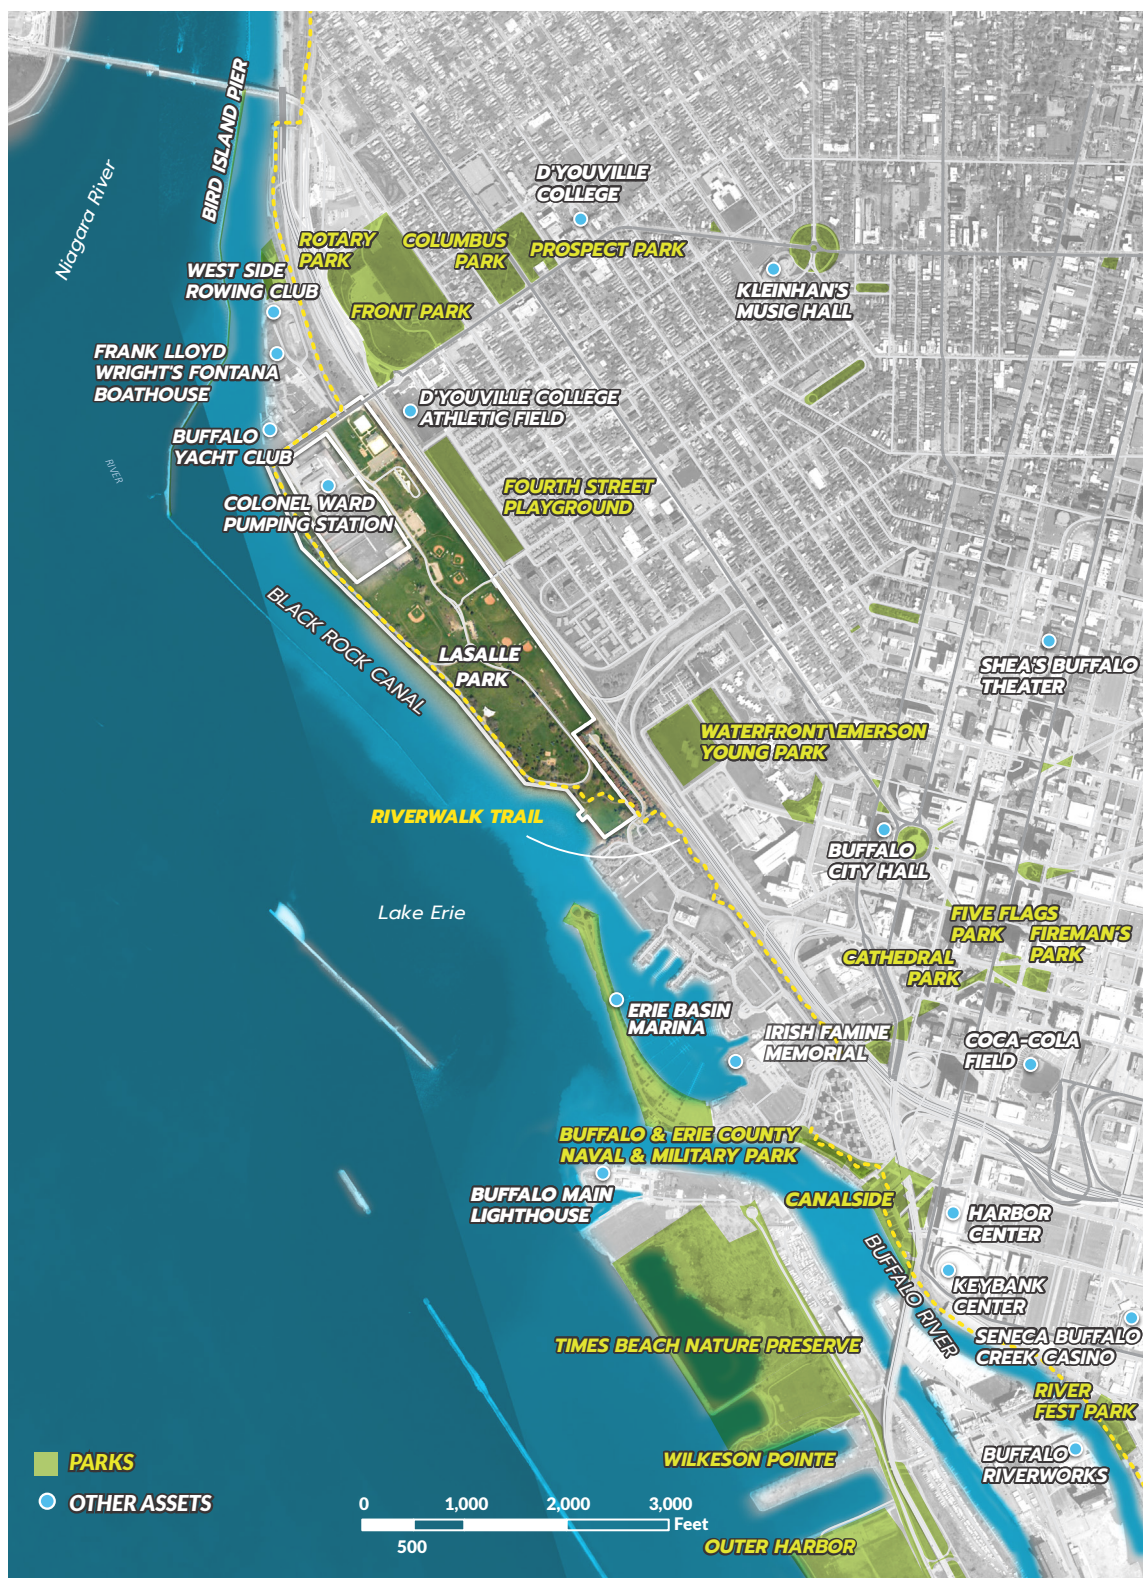 BIRD ISLAND PIER
Niagara River
D'YOUVILLE
COLLEGE
ROTARY
PARK
COLUMBUS
PARK
PROSPECT PARK
WEST SIDE
ROWING CLUB
FRONT PARK
KLEINHAN'S
MUSIC HALL
FRANK LLOYD
WRIGHT'S FONTANA
BOATHOUSE
D'YOUVILLE COLLEGE
ATHLETIC FIELD
BUFFALO
YACHT CLUB
RIVER
COLONEL WARD
PUMPING STATION
FOURTH STREET
PLAYGROUND
BLACK ROCK CANAL
LASALLE
PARK
SHEA'S BUFFALO
THEATER
WATERFRONT\EMERSON
YOUNG PARK
RIVERWALK TRAIL
BUFFALO
CITY HALL
Lake Erie
FIVE FLAGS
PARK
FIREMAN'S
PARK
CATHEDRAL
PARK
ERIE BASIN
MARINA
IRISH FAMINE
MEMORIAL
COCA-COLA
FIELD
BUFFALO & ERIE COUNTY
NAVAL & MILITARY PARK
BUFFALO MAIN
LIGHTHOUSE
CANALSIDE
HARBOR
CENTER
BUFFALO RIVER
KEYBANK
CENTER
SENECA BUFFALO
CREEK CASINO
TIMES BEACH NATURE PRESERVE
RIVER
FEST PARK
WILKESON POINTE
BUFFALO
RIVERWORKS
PARKS
OTHER ASSETS
0 1,000 2,000 3,000
Feet
500
OUTER HARBOR